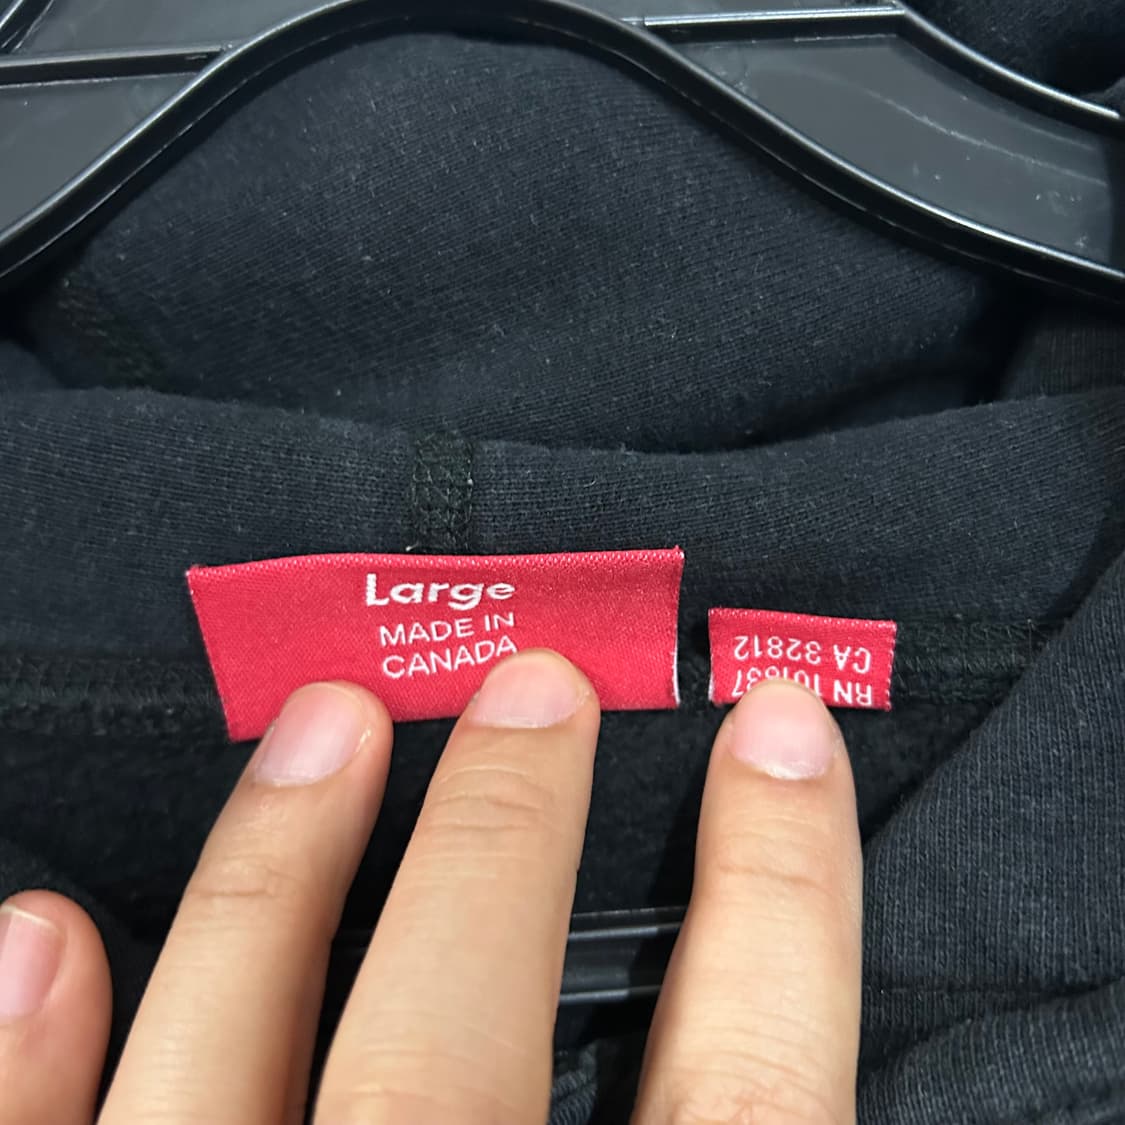 Large
MADE IN
CANADA
RN 101837
CA 32812